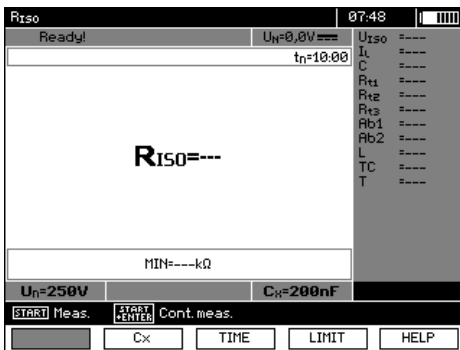 RISO 07:48
Ready! UN=0,0V
tn=10:00
RISO=---
MIN=---kΩ
UISO =---
IL =---
C =---
Rt1 =---
Rt2 =---
Rt3 =---
Ab1 =---
Ab2 =---
L =---
TC =---
T =---
Un=250V CX=200nF
START Meas. START +ENTER Cont. meas.
Cx TIME LIMIT HELP